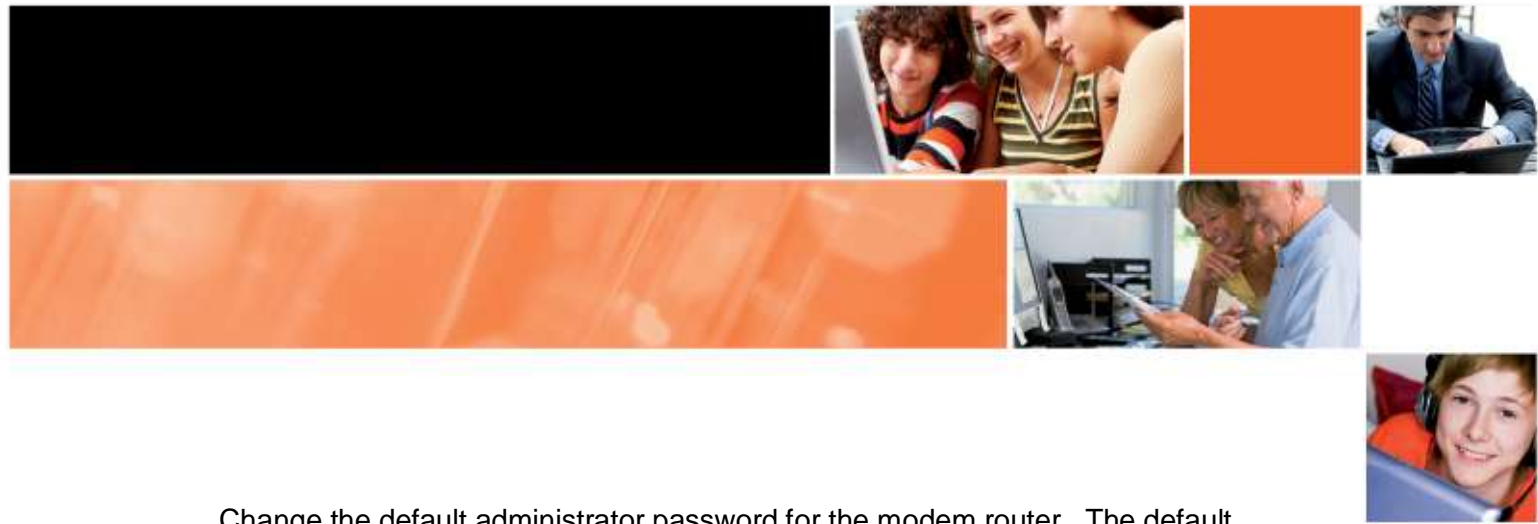 Change the default administrator password for the modem router. The default